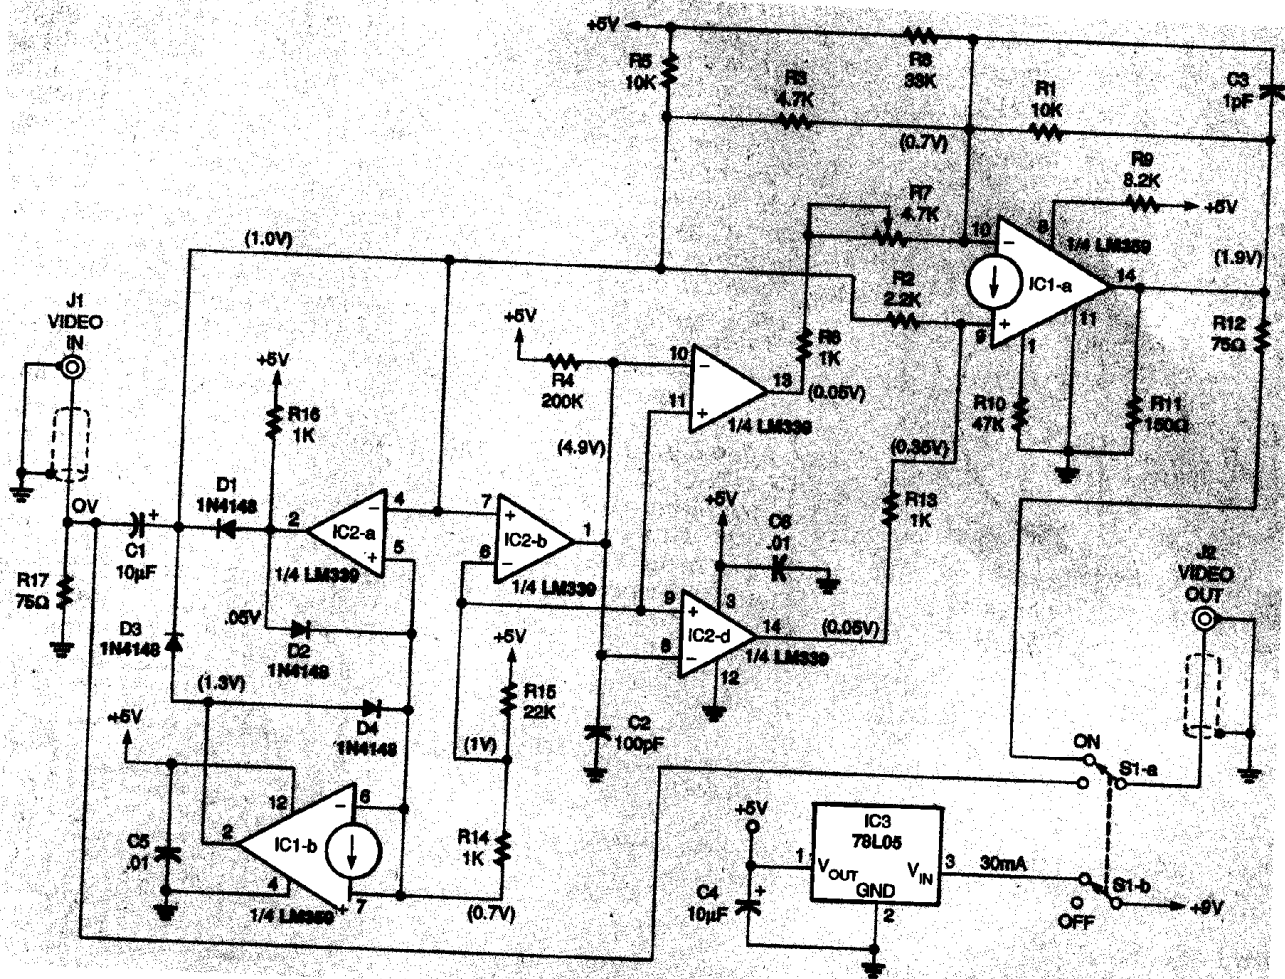 +5V
R5
10K
R8
33K
R3
4.7K
(0.7V)
R1
10K
C3
1pF
R9
8.2K
+5V
R7
4.7K
10
8
1/4 LM359
IC1-a
14
(1.9V)
11
9
1
R2
2.2K
R12
75Ω
R10
47K
R11
150Ω
(1.0V)
J1
VIDEO
IN
+5V
R16
1K
+5V
R4
200K
10
11
13
(0.05V)
1/4 LM339
R6
1K
(4.9V)
(0.35V)
R13
1K
OV
C1
10µF
+
R17
75Ω
D1
1N4148
2
IC2-a
4
5
1/4 LM339
7
6
IC2-b
1
1/4 LM339
+5V
C6
.01
9
8
3
IC2-d
14
(0.05V)
1/4 LM339
12
.05V
D2
1N4148
D3
1N4148
(1.3V)
D4
1N4148
+5V
R15
22K
(1V)
C2
100pF
+5V
C5
.01
12
6
2
IC1-b
4
7
1/4 LM359
R14
1K
(0.7V)
J2
VIDEO
OUT
ON
S1-a
+5V
IC3
78L05
1
VOUT
VIN
GND
3
30mA
2
C4
10µF
+
S1-b
OFF
+9V